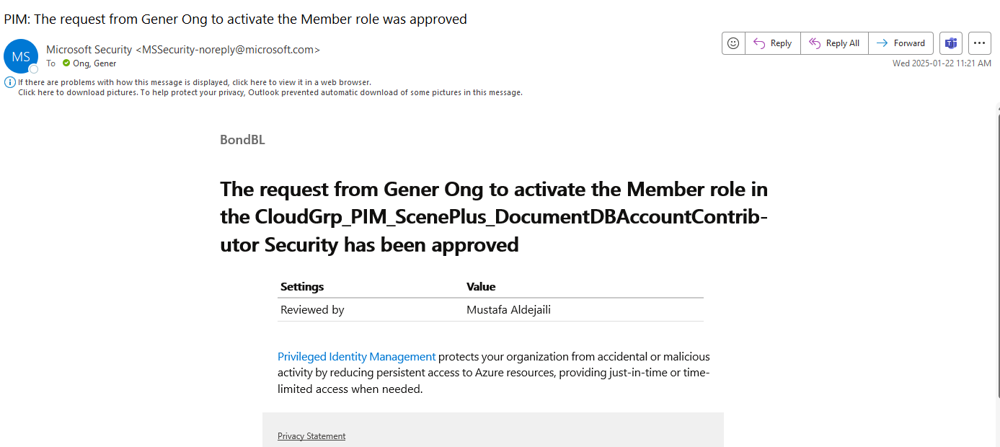 PIM: The request from Gener Ong to activate the Member role was approved
MS
Microsoft Security <MSSecurity-noreply@microsoft.com>
To Ong, Gener
Reply
Reply All
Forward
Wed 2025-01-22 11:21 AM
If there are problems with how this message is displayed, click here to view it in a web browser.
Click here to download pictures. To help protect your privacy, Outlook prevented automatic download of some pictures in this message.
BondBL
The request from Gener Ong to activate the Member role in
the CloudGrp_PIM_ScenePlus_DocumentDBAccountContrib-
utor Security has been approved
Settings Value
Reviewed by Mustafa Aldejaili
Privileged Identity Management protects your organization from accidental or malicious
activity by reducing persistent access to Azure resources, providing just-in-time or time-
limited access when needed.
Privacy Statement